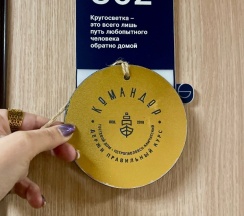 302
Кругосветка –
это всего лишь
путь любопытного
человека
обратно домой
КОМАНДОР
ДЕРЖИ ПРАВИЛЬНЫЙ КУРС